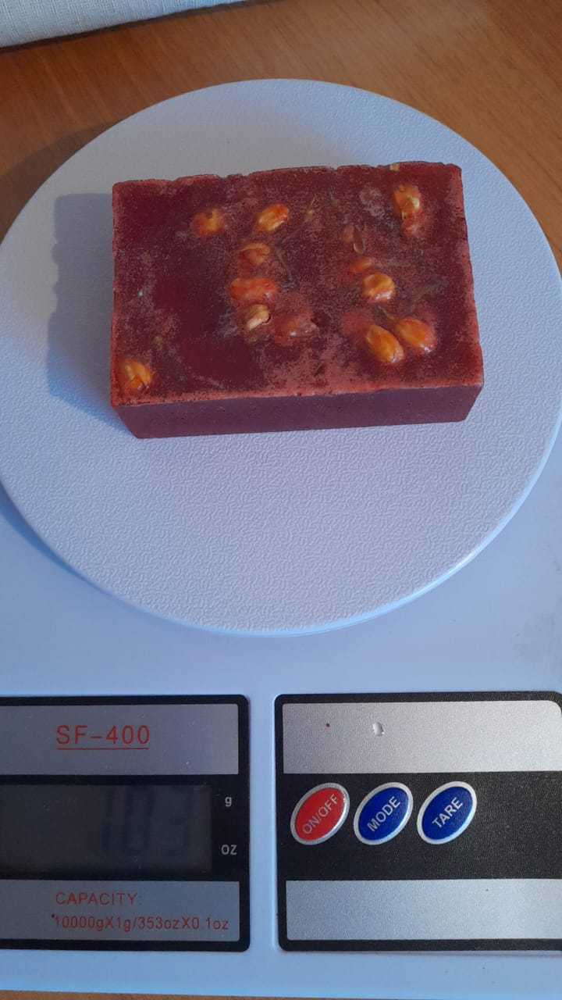 SF-400
103
g
oz
CAPACITY:
10000gX1g/353ozX0.1oz
ON/OFF
MODE
TARE